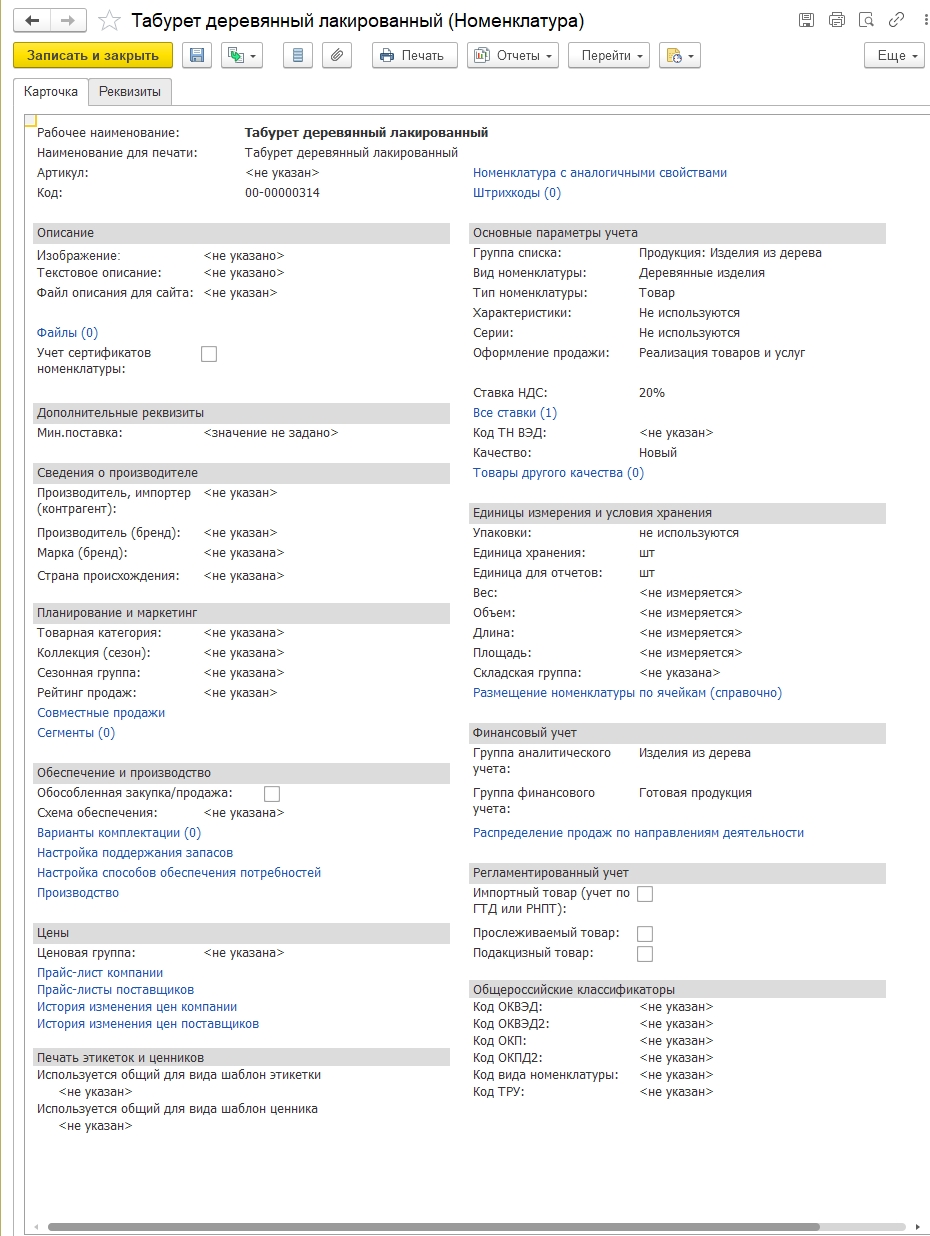 Табурет деревянный лакированный (Номенклатура)
Записать и закрыть
Печать
Отчеты
Перейти
Еще
Карточка
Реквизиты
Рабочее наименование: Табурет деревянный лакированный
Наименование для печати: Табурет деревянный лакированный
Артикул: <не указан>
Код: 00-00000314
Номенклатура с аналогичными свойствами
Штрихкоды (0)
Описание
Изображение: <не указано>
Текстовое описание: <не указано>
Файл описания для сайта: <не указан>
Файлы (0)
Учет сертификатов
номенклатуры:
Дополнительные реквизиты
Мин.поставка: <значение не задано>
Сведения о производителе
Производитель, импортер <не указан>
(контрагент):
Производитель (бренд): <не указан>
Марка (бренд): <не указан>
Страна происхождения: <не указана>
Планирование и маркетинг
Товарная категория: <не указана>
Коллекция (сезон): <не указана>
Сезонная группа: <не указана>
Рейтинг продаж: <не указан>
Совместные продажи
Сегменты (0)
Обеспечение и производство
Обособленная закупка/продажа:
Схема обеспечения: <не указана>
Варианты комплектации (0)
Настройка поддержания запасов
Настройка способов обеспечения потребностей
Производство
Цены
Ценовая группа: <не указана>
Прайс-лист компании
Прайс-листы поставщиков
История изменения цен компании
История изменения цен поставщиков
Печать этикеток и ценников
Используется общий для вида шаблон этикетки
<не указан>
Используется общий для вида шаблон ценника
<не указан>
Основные параметры учета
Группа списка: Продукция: Изделия из дерева
Вид номенклатуры: Деревянные изделия
Тип номенклатуры: Товар
Характеристики: Не используются
Серии: Не используются
Оформление продажи: Реализация товаров и услуг
Ставка НДС: 20%
Все ставки (1)
Код ТН ВЭД: <не указан>
Качество: Новый
Товары другого качества (0)
Единицы измерения и условия хранения
Упаковки: не используются
Единица хранения: шт
Единица для отчетов: шт
Вес: <не измеряется>
Объем: <не измеряется>
Длина: <не измеряется>
Площадь: <не измеряется>
Складская группа: <не указана>
Размещение номенклатуры по ячейкам (справочно)
Финансовый учет
Группа аналитического Изделия из дерева
учета:
Группа финансового Готовая продукция
учета:
Распределение продаж по направлениям деятельности
Регламентированный учет
Импортный товар (учет по
ГТД или РНПТ):
Прослеживаемый товар:
Подакцизный товар:
Общероссийские классификаторы
Код ОКВЭД: <не указан>
Код ОКВЭД2: <не указан>
Код ОКП: <не указан>
Код ОКПД2: <не указан>
Код вида номенклатуры: <не указан>
Код ТРУ: <не указан>